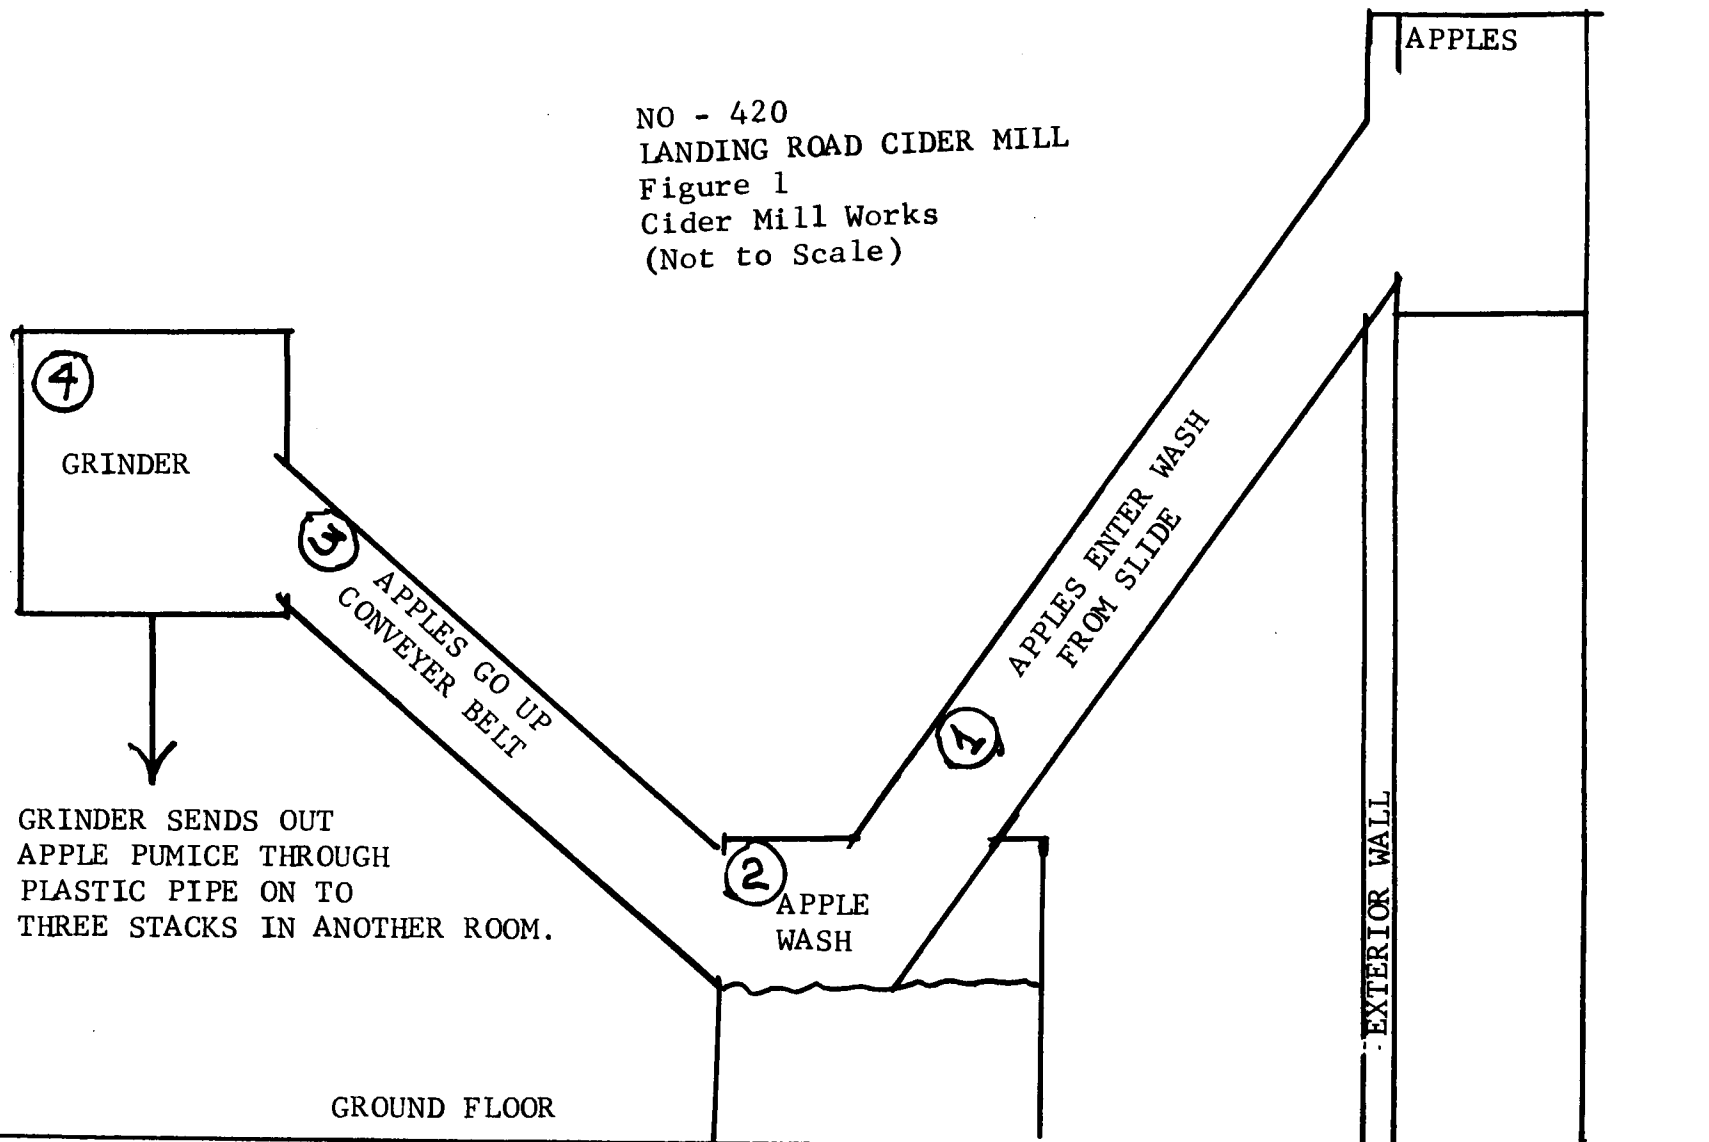 APPLES
NO - 420
LANDING ROAD CIDER MILL
Figure 1
Cider Mill Works
(Not to Scale)
4
GRINDER
3
APPLES GO UP
CONVEYER BELT
1
APPLES ENTER WASH
FROM SLIDE
2
APPLE
WASH
GRINDER SENDS OUT
APPLE PUMICE THROUGH
PLASTIC PIPE ON TO
THREE STACKS IN ANOTHER ROOM.
EXTERIOR WALL
GROUND FLOOR